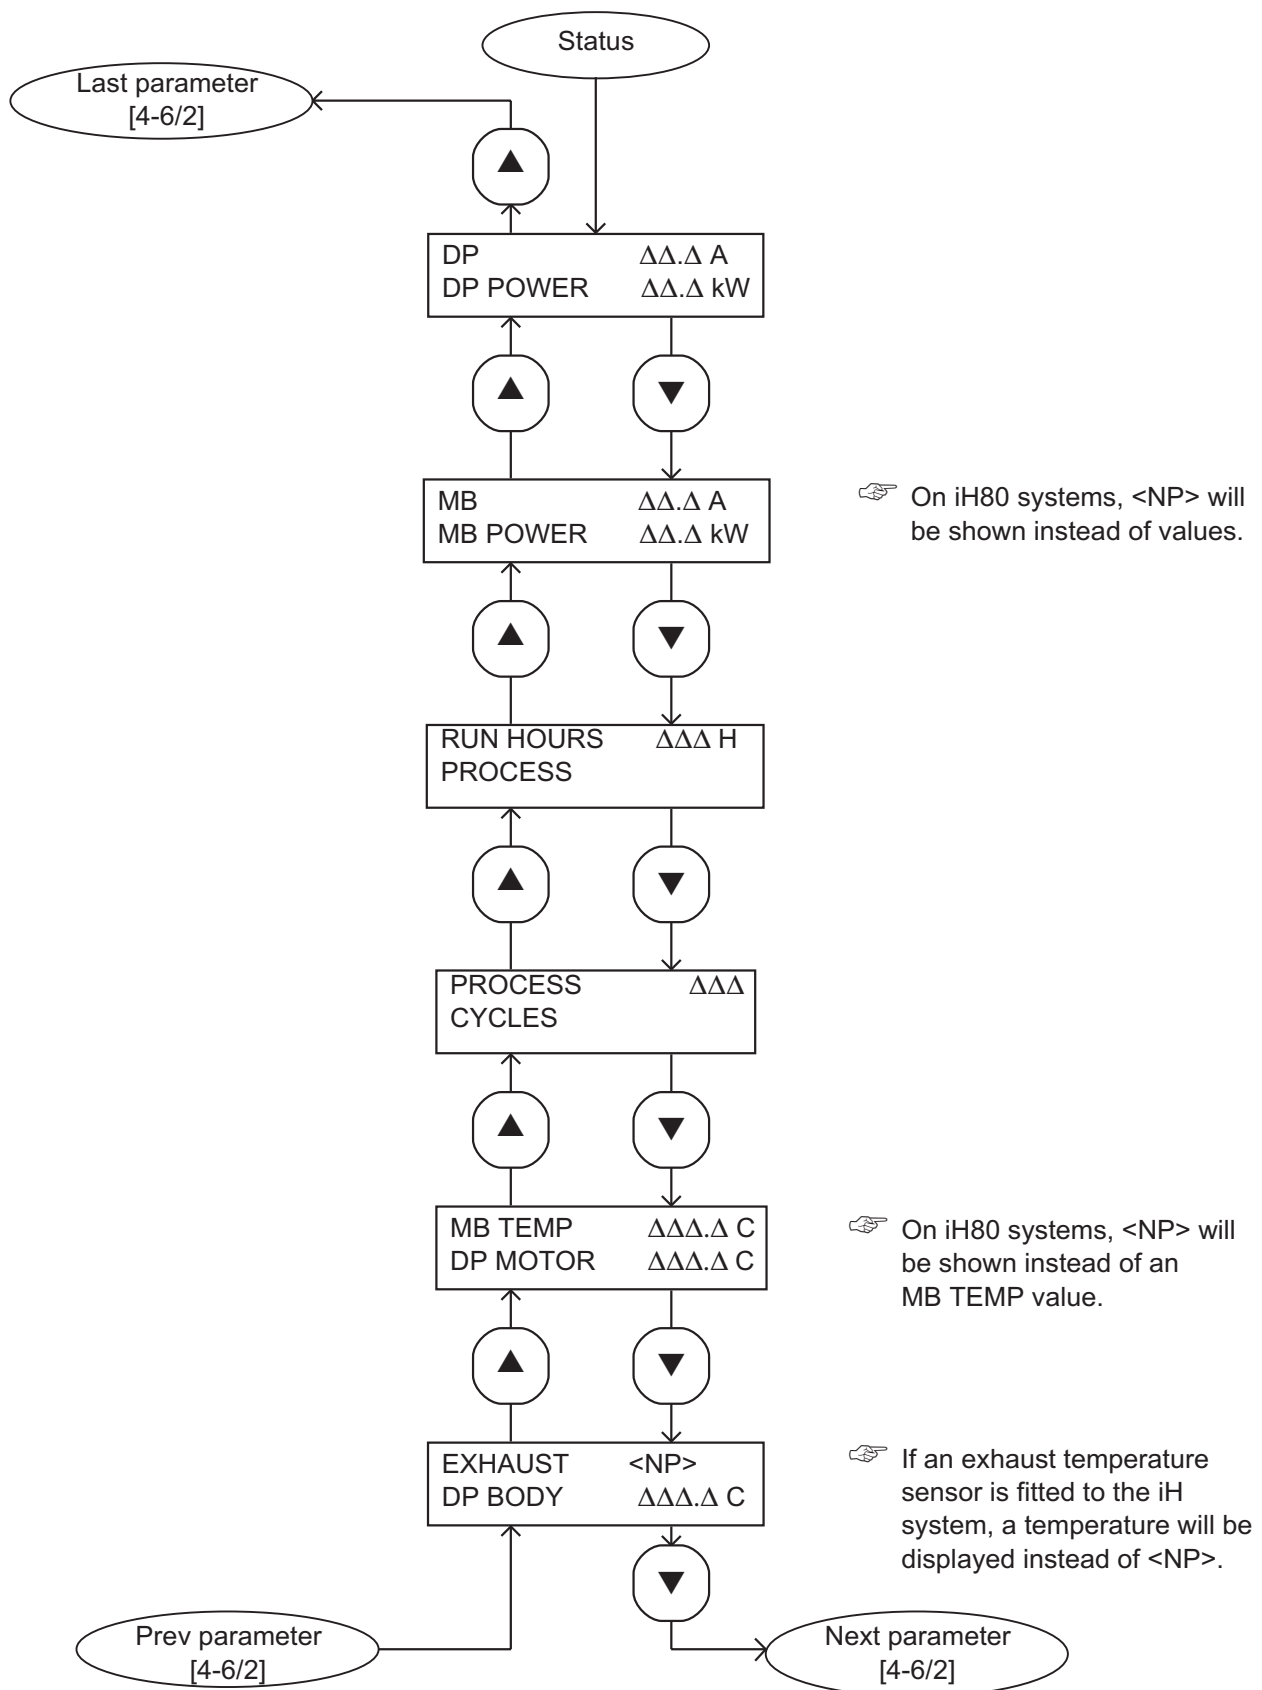 Status
Last parameter
[4-6/2]
▲
DP ΔΔ.Δ A
DP POWER ΔΔ.Δ kW
▲ ▼
MB ΔΔ.Δ A
MB POWER ΔΔ.Δ kW
☞ On iH80 systems, <NP> will
be shown instead of values.
▲ ▼
RUN HOURS ΔΔΔ H
PROCESS
▲ ▼
PROCESS ΔΔΔ
CYCLES
▲ ▼
MB TEMP ΔΔΔ.Δ C
DP MOTOR ΔΔΔ.Δ C
☞ On iH80 systems, <NP> will
be shown instead of an
MB TEMP value.
▲ ▼
EXHAUST <NP>
DP BODY ΔΔΔ.Δ C
☞ If an exhaust temperature
sensor is fitted to the iH
system, a temperature will be
displayed instead of <NP>.
▼
Prev parameter
[4-6/2]
Next parameter
[4-6/2]